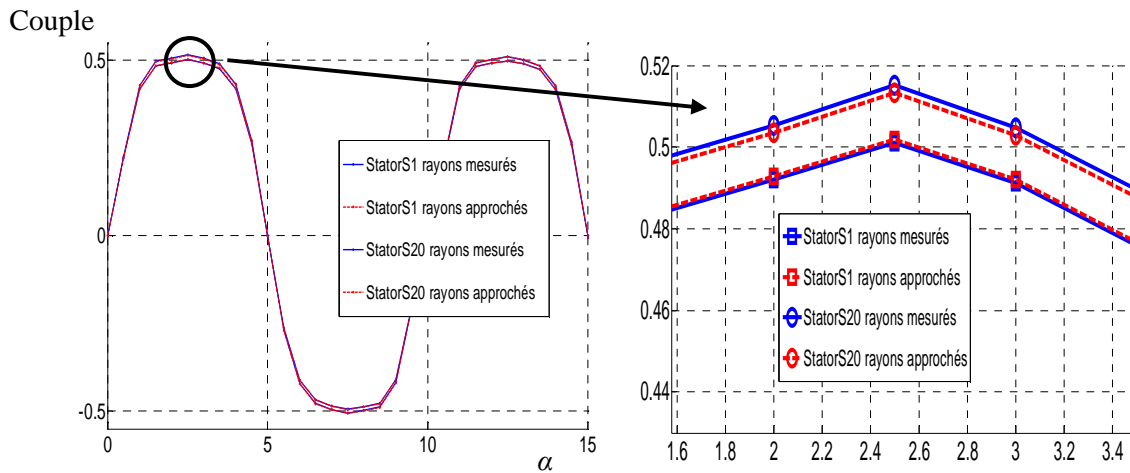 Couple
0.5
0
-0.5
0
5
10
15
α
StatorS1 rayons mesurés
StatorS1 rayons approchés
StatorS20 rayons mesurés
StatorS20 rayons approchés
0.52
0.5
0.48
0.46
0.44
1.6
1.8
2
2.2
2.4
2.6
2.8
3
3.2
3.4
StatorS1 rayons mesurés
StatorS1 rayons approchés
StatorS20 rayons mesurés
StatorS20 rayons approchés